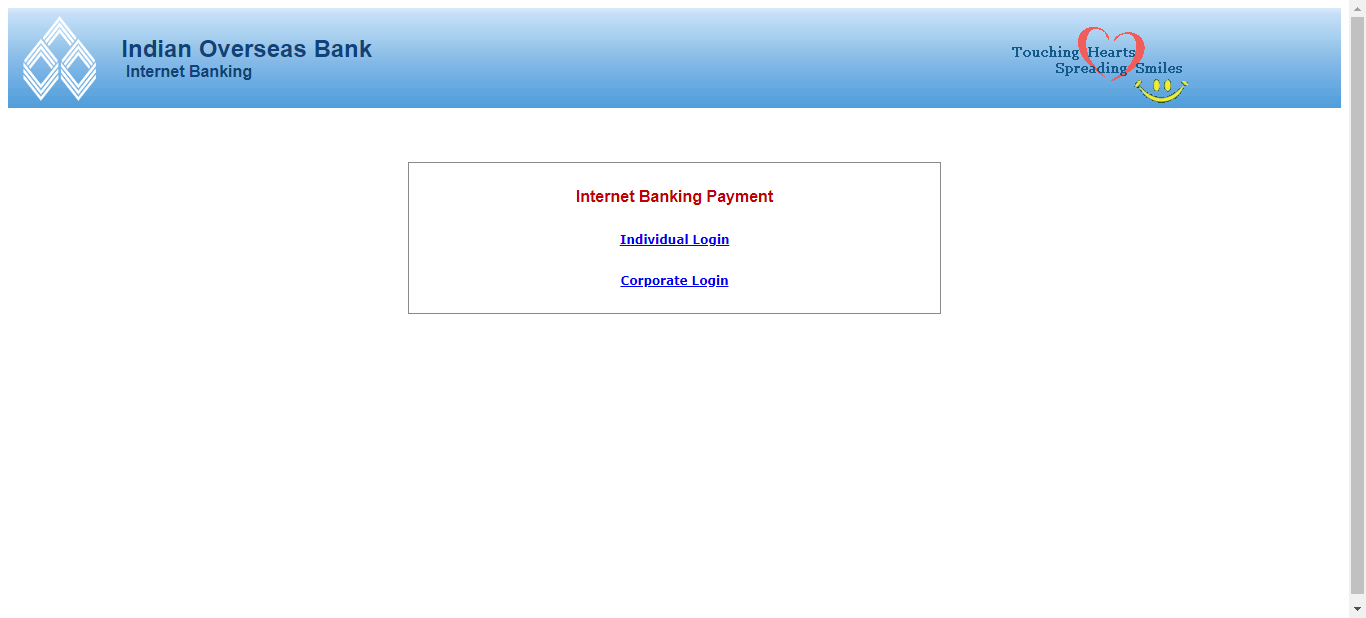 Indian Overseas Bank
Internet Banking
Touching Hearts
Spreading Smiles
Internet Banking Payment
Individual Login
Corporate Login